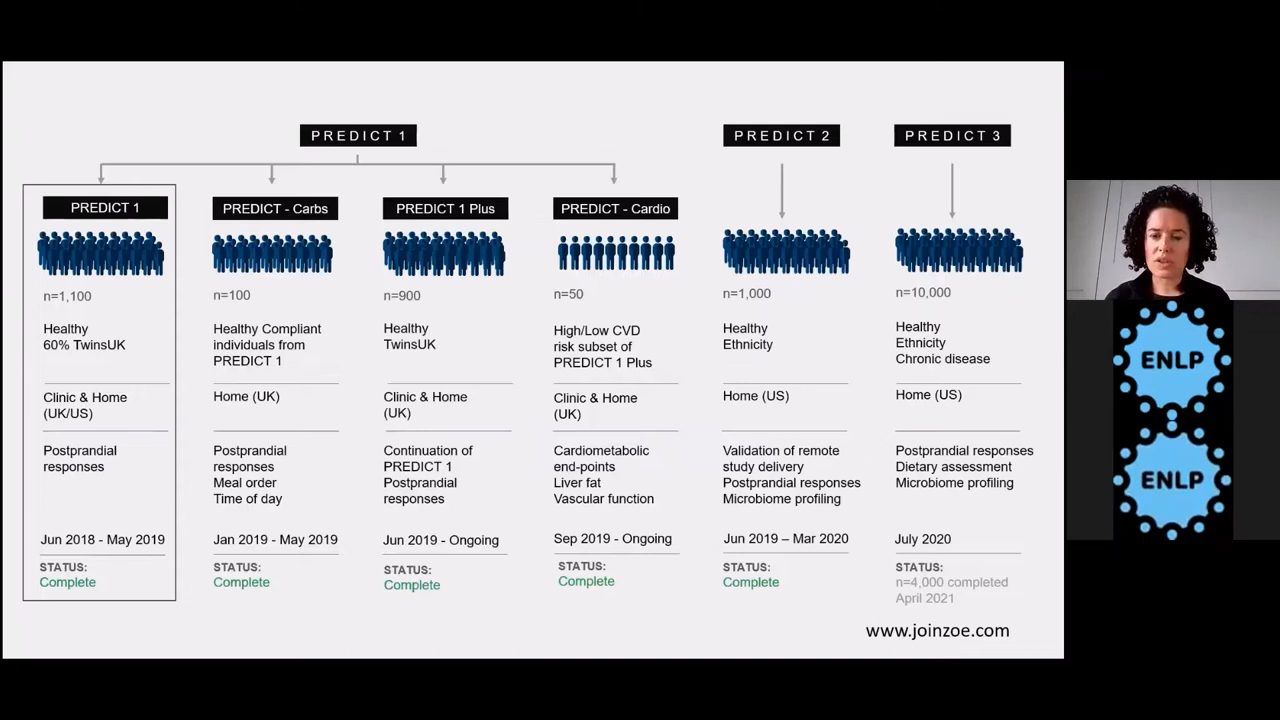 PREDICT 1
PREDICT 2
PREDICT 3
PREDICT 1
n=1,100
Healthy
60% TwinsUK
Clinic & Home
(UK/US)
Postprandial
responses
Jun 2018 - May 2019
STATUS:
Complete
PREDICT - Carbs
n=100
Healthy Compliant
individuals from
PREDICT 1
Home (UK)
Postprandial
responses
Meal order
Time of day
Jan 2019 - May 2019
STATUS:
Complete
PREDICT 1 Plus
n=900
Healthy
TwinsUK
Clinic & Home
(UK)
Continuation of
PREDICT 1
Postprandial
responses
Jun 2019 - Ongoing
STATUS:
Complete
PREDICT - Cardio
n=50
High/Low CVD
risk subset of
PREDICT 1 Plus
Clinic & Home
(UK)
Cardiometabolic
end-points
Liver fat
Vascular function
Sep 2019 - Ongoing
STATUS:
Complete
n=1,000
Healthy
Ethnicity
Home (US)
Validation of remote
study delivery
Postprandial responses
Microbiome profiling
Jun 2019 – Mar 2020
STATUS:
Complete
n=10,000
Healthy
Ethnicity
Chronic disease
Home (US)
Postprandial responses
Dietary assessment
Microbiome profiling
July 2020
STATUS:
n=4,000 completed
April 2021
www.joinzoe.com
ENLP
ENLP